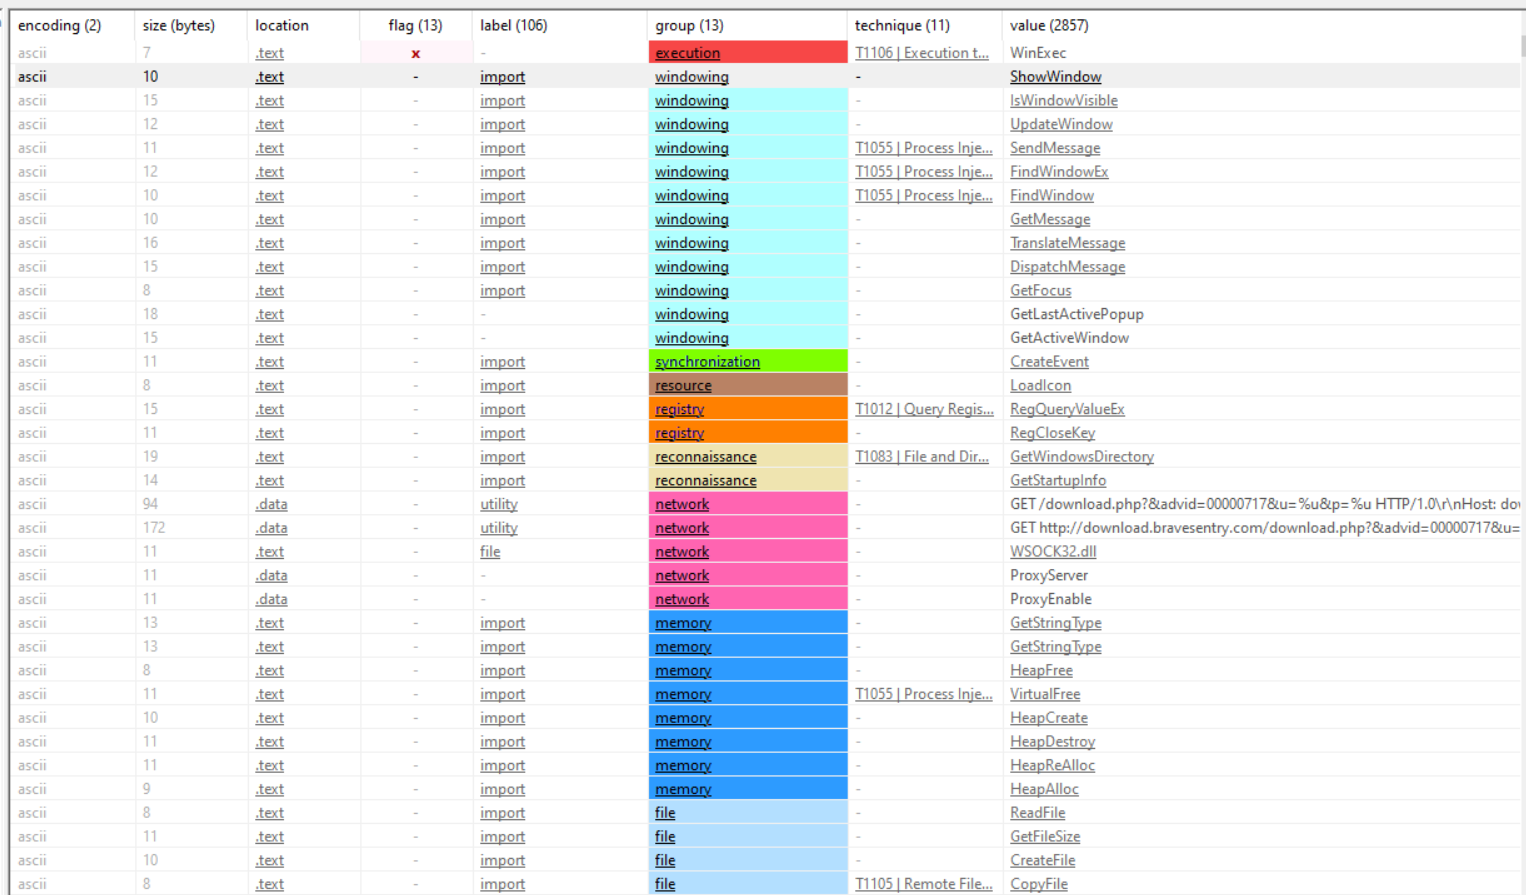 encoding (2) size (bytes) location flag (13) label (106) group (13) technique (11) value (2857)
ascii 7 .text x - execution T1106 | Execution t... WinExec
ascii 10 .text - import windowing - ShowWindow
ascii 15 .text - import windowing - IsWindowVisible
ascii 12 .text - import windowing - UpdateWindow
ascii 11 .text - import windowing T1055 | Process Inje... SendMessage
ascii 12 .text - import windowing T1055 | Process Inje... FindWindowEx
ascii 10 .text - import windowing T1055 | Process Inje... FindWindow
ascii 10 .text - import windowing - GetMessage
ascii 16 .text - import windowing - TranslateMessage
ascii 15 .text - import windowing - DispatchMessage
ascii 8 .text - import windowing - GetFocus
ascii 18 .text - - windowing - GetLastActivePopup
ascii 15 .text - - windowing - GetActiveWindow
ascii 11 .text - import synchronization - CreateEvent
ascii 8 .text - import resource - LoadIcon
ascii 15 .text - import registry T1012 | Query Regis... RegQueryValueEx
ascii 11 .text - import registry - RegCloseKey
ascii 19 .text - import reconnaissance T1083 | File and Dir... GetWindowsDirectory
ascii 14 .text - import reconnaissance - GetStartupInfo
ascii 94 .data - utility network - GET /download.php?&advid=00000717&u=%u&p=%u HTTP/1.0\r\nHost: do
ascii 172 .data - utility network - GET http://download.bravesentry.com/download.php?&advid=00000717&u=
ascii 11 .text - file network - WSOCK32.dll
ascii 11 .data - - network - ProxyServer
ascii 11 .data - - network - ProxyEnable
ascii 13 .text - import memory - GetStringType
ascii 13 .text - import memory - GetStringType
ascii 8 .text - import memory - HeapFree
ascii 11 .text - import memory T1055 | Process Inje... VirtualFree
ascii 10 .text - import memory - HeapCreate
ascii 11 .text - import memory - HeapDestroy
ascii 11 .text - import memory - HeapReAlloc
ascii 9 .text - import memory - HeapAlloc
ascii 8 .text - import file - ReadFile
ascii 11 .text - import file - GetFileSize
ascii 10 .text - import file - CreateFile
ascii 8 .text - import file T1105 | Remote File... CopyFile